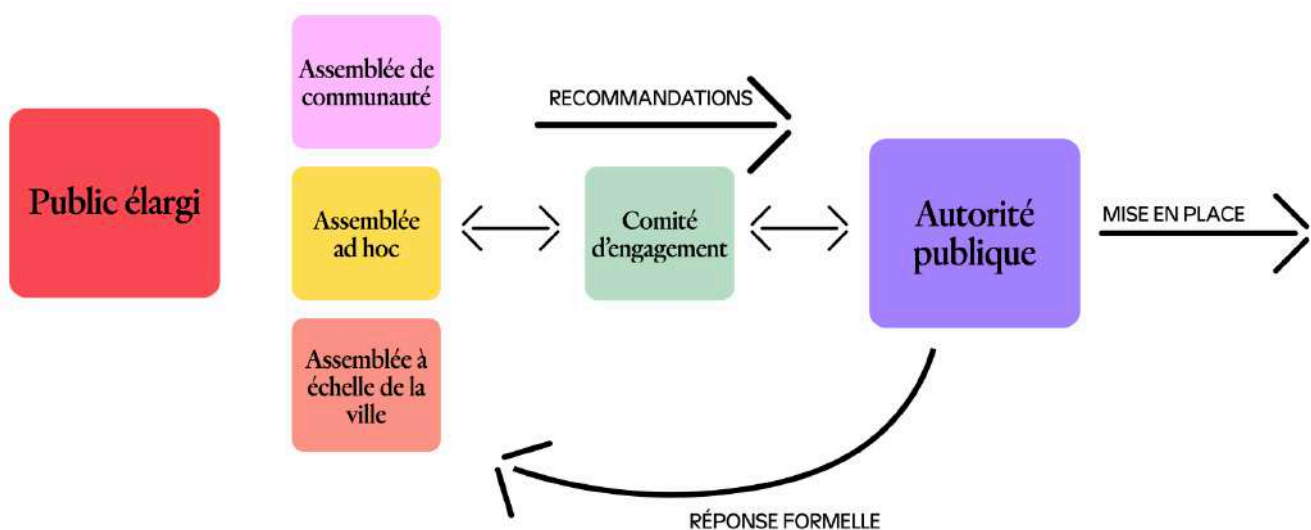 Public élargi
Assemblée de
communauté
Assemblée
ad hoc
Assemblée à
échelle de la
ville
RECOMMANDATIONS
Comité
d'engagement
Autorité
publique
MISE EN PLACE
RÉPONSE FORMELLE